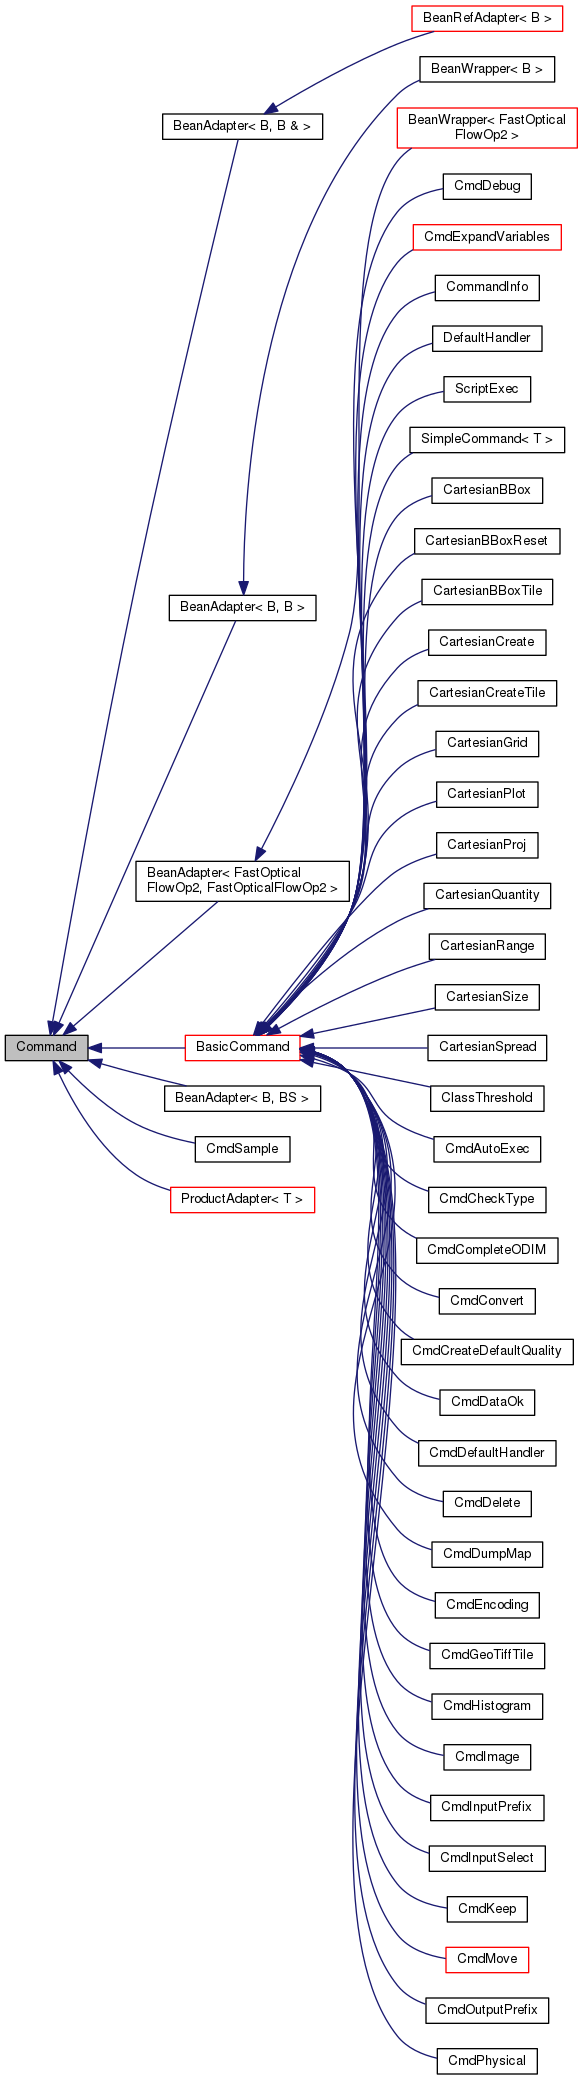 BeanRefAdapter< B >
BeanWrapper< B >
BeanWrapper< FastOptical
FlowOp2 >
BeanAdapter< B, B & >
CmdDebug
CmdExpandVariables
CommandInfo
DefaultHandler
ScriptExec
SimpleCommand< T >
CartesianBBox
CartesianBBoxReset
CartesianBBoxTile
BeanAdapter< B, B >
CartesianCreate
CartesianCreateTile
CartesianGrid
CartesianPlot
CartesianProj
BeanAdapter< FastOptical
FlowOp2, FastOpticalFlowOp2 >
CartesianQuantity
CartesianRange
CartesianSize
Command
BasicCommand
CartesianSpread
BeanAdapter< B, BS >
ClassThreshold
CmdSample
CmdAutoExec
ProductAdapter< T >
CmdCheckType
CmdCompleteODIM
CmdConvert
CmdCreateDefaultQuality
CmdDataOk
CmdDefaultHandler
CmdDelete
CmdDumpMap
CmdEncoding
CmdGeoTiffTile
CmdHistogram
CmdImage
CmdInputPrefix
CmdInputSelect
CmdKeep
CmdMove
CmdOutputPrefix
CmdPhysical